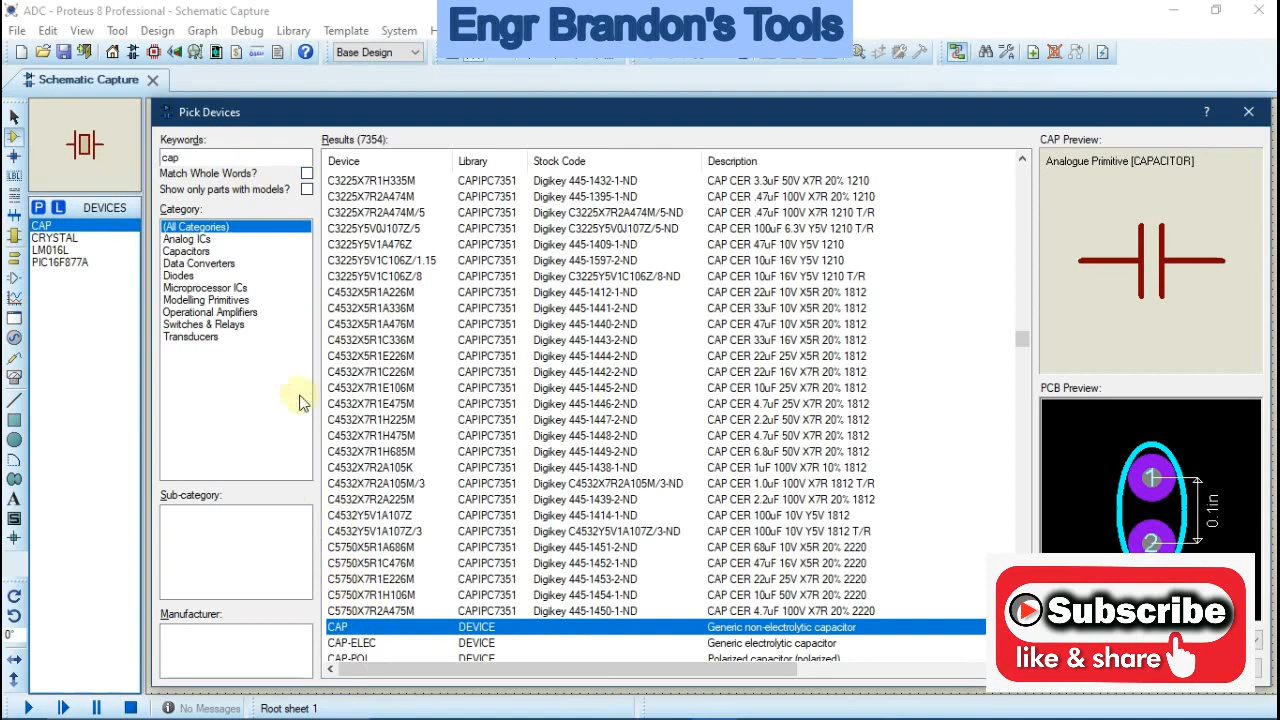 ADC - Proteus 8 Professional - Schematic Capture
Engr Brandon's Tools
File Edit View Tool Design Graph Debug Library Template System
Base Design
Schematic Capture
Pick Devices
Keywords:
cap
Match Whole Words?
Show only parts with models?
Category:
(All Categories)
Analog ICs
Capacitors
Data Converters
Diodes
Microprocessor ICs
Modelling Primitives
Operational Amplifiers
Switches & Relays
Transducers
Sub-category:
Manufacturer:
P L DEVICES
CAP
CRYSTAL
LM016L
PIC16F877A
Results (7354):
Device Library Stock Code Description
C3225X7R1H335M CAPIPC7351 Digikey 445-1432-1-ND CAP CER 3.3uF 50V X7R 20% 1210
C3225X7R2A474M CAPIPC7351 Digikey 445-1395-1-ND CAP CER .47uF 100V X7R 20% 1210
C3225X7R2A474M/5 CAPIPC7351 Digikey C3225X7R2A474M/5-ND CAP CER .47uF 100V X7R 1210 T/R
C3225Y5V0J107Z/5 CAPIPC7351 Digikey C3225Y5V0J107Z/5-ND CAP CER 100uF 6.3V Y5V 1210 T/R
C3225Y5V1A476Z CAPIPC7351 Digikey 445-1409-1-ND CAP CER 47uF 10V Y5V 1210
C3225Y5V1C106Z/1.15 CAPIPC7351 Digikey 445-1597-2-ND CAP CER 10uF 16V Y5V 1210
C3225Y5V1C106Z/8 CAPIPC7351 Digikey C3225Y5V1C106Z/8-ND CAP CER 10uF 16V Y5V 1210 T/R
C4532X5R1A226M CAPIPC7351 Digikey 445-1412-1-ND CAP CER 22uF 10V X5R 20% 1812
C4532X5R1A336M CAPIPC7351 Digikey 445-1441-2-ND CAP CER 33uF 10V X5R 20% 1812
C4532X5R1A476M CAPIPC7351 Digikey 445-1440-2-ND CAP CER 47uF 10V X5R 20% 1812
C4532X5R1C336M CAPIPC7351 Digikey 445-1443-2-ND CAP CER 33uF 16V X5R 20% 1812
C4532X5R1E226M CAPIPC7351 Digikey 445-1444-2-ND CAP CER 22uF 25V X5R 20% 1812
C4532X7R1C226M CAPIPC7351 Digikey 445-1442-2-ND CAP CER 22uF 16V X7R 20% 1812
C4532X7R1E106M CAPIPC7351 Digikey 445-1445-2-ND CAP CER 10uF 25V X7R 20% 1812
C4532X7R1E475M CAPIPC7351 Digikey 445-1446-2-ND CAP CER 4.7uF 25V X7R 20% 1812
C4532X7R1H225M CAPIPC7351 Digikey 445-1447-2-ND CAP CER 2.2uF 50V X7R 20% 1812
C4532X7R1H475M CAPIPC7351 Digikey 445-1448-2-ND CAP CER 4.7uF 50V X7R 20% 1812
C4532X7R1H685M CAPIPC7351 Digikey 445-1449-2-ND CAP CER 6.8uF 50V X7R 20% 1812
C4532X7R2A105K CAPIPC7351 Digikey 445-1438-1-ND CAP CER 1uF 100V X7R 10% 1812
C4532X7R2A105M/3 CAPIPC7351 Digikey C4532X7R2A105M/3-ND CAP CER 1.0uF 100V X7R 1812 T/R
C4532X7R2A225M CAPIPC7351 Digikey 445-1439-2-ND CAP CER 2.2uF 100V X7R 20% 1812
C4532Y5V1A107Z CAPIPC7351 Digikey 445-1414-1-ND CAP CER 100uF 10V Y5V 1812
C4532Y5V1A107Z/3 CAPIPC7351 Digikey C4532Y5V1A107Z/3-ND CAP CER 100uF 10V Y5V 1812 T/R
C5750X5R1A686M CAPIPC7351 Digikey 445-1451-2-ND CAP CER 68uF 10V X5R 20% 2220
C5750X5R1C476M CAPIPC7351 Digikey 445-1452-2-ND CAP CER 47uF 16V X5R 20% 2220
C5750X7R1E226M CAPIPC7351 Digikey 445-1453-2-ND CAP CER 22uF 25V X7R 20% 2220
C5750X7R1H106M CAPIPC7351 Digikey 445-1454-1-ND CAP CER 10uF 50V X7R 20% 2220
C5750X7R2A475M CAPIPC7351 Digikey 445-1450-1-ND CAP CER 4.7uF 100V X7R 20% 2220
CAP DEVICE Generic non-electrolytic capacitor
CAP-ELEC DEVICE Generic electrolytic capacitor
CAP-POL DEVICE Polarized capacitor (polarized)
CAP Preview:
Analogue Primitive [CAPACITOR]
PCB Preview:
1
2
0.1in
Subscribe
like & share
0°
No Messages Root sheet 1